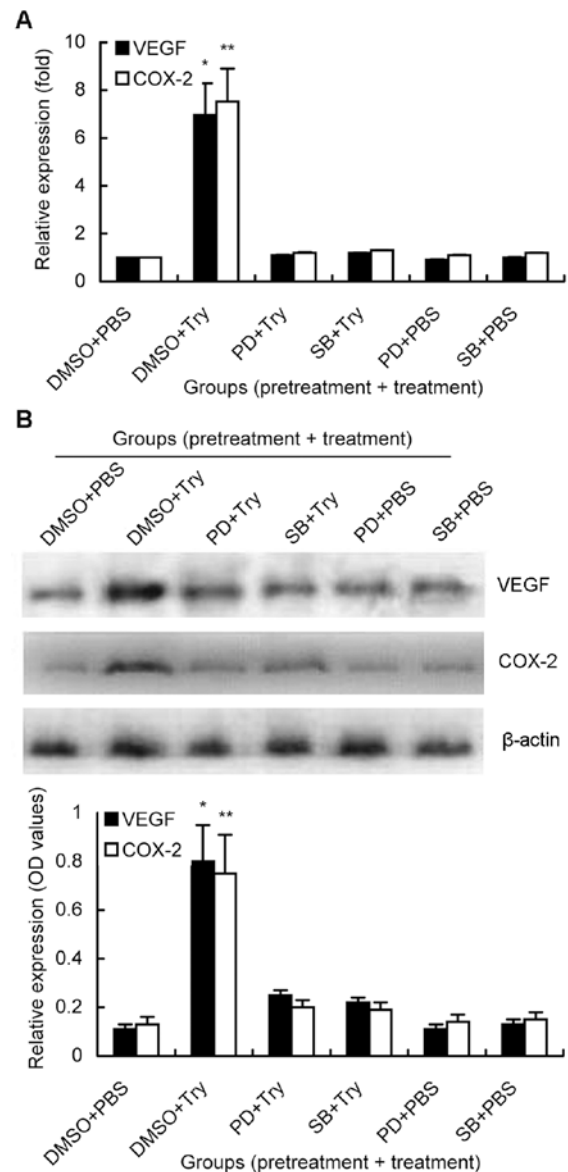 A
Relative expression (fold)
10
8
6
4
2
0
VEGF
COX-2
*
**
DMSO+PBS
DMSO+Try
PD+Try
SB+Try
PD+PBS
SB+PBS
Groups (pretreatment + treatment)
B
Groups (pretreatment + treatment)
DMSO+PBS
DMSO+Try
PD+Try
SB+Try
PD+PBS
SB+PBS
VEGF
COX-2
β-actin
Relative expression (OD values)
1
0.8
0.6
0.4
0.2
0
VEGF
COX-2
*
**
DMSO+PBS
DMSO+Try
PD+Try
SB+Try
PD+PBS
SB+PBS
Groups (pretreatment + treatment)